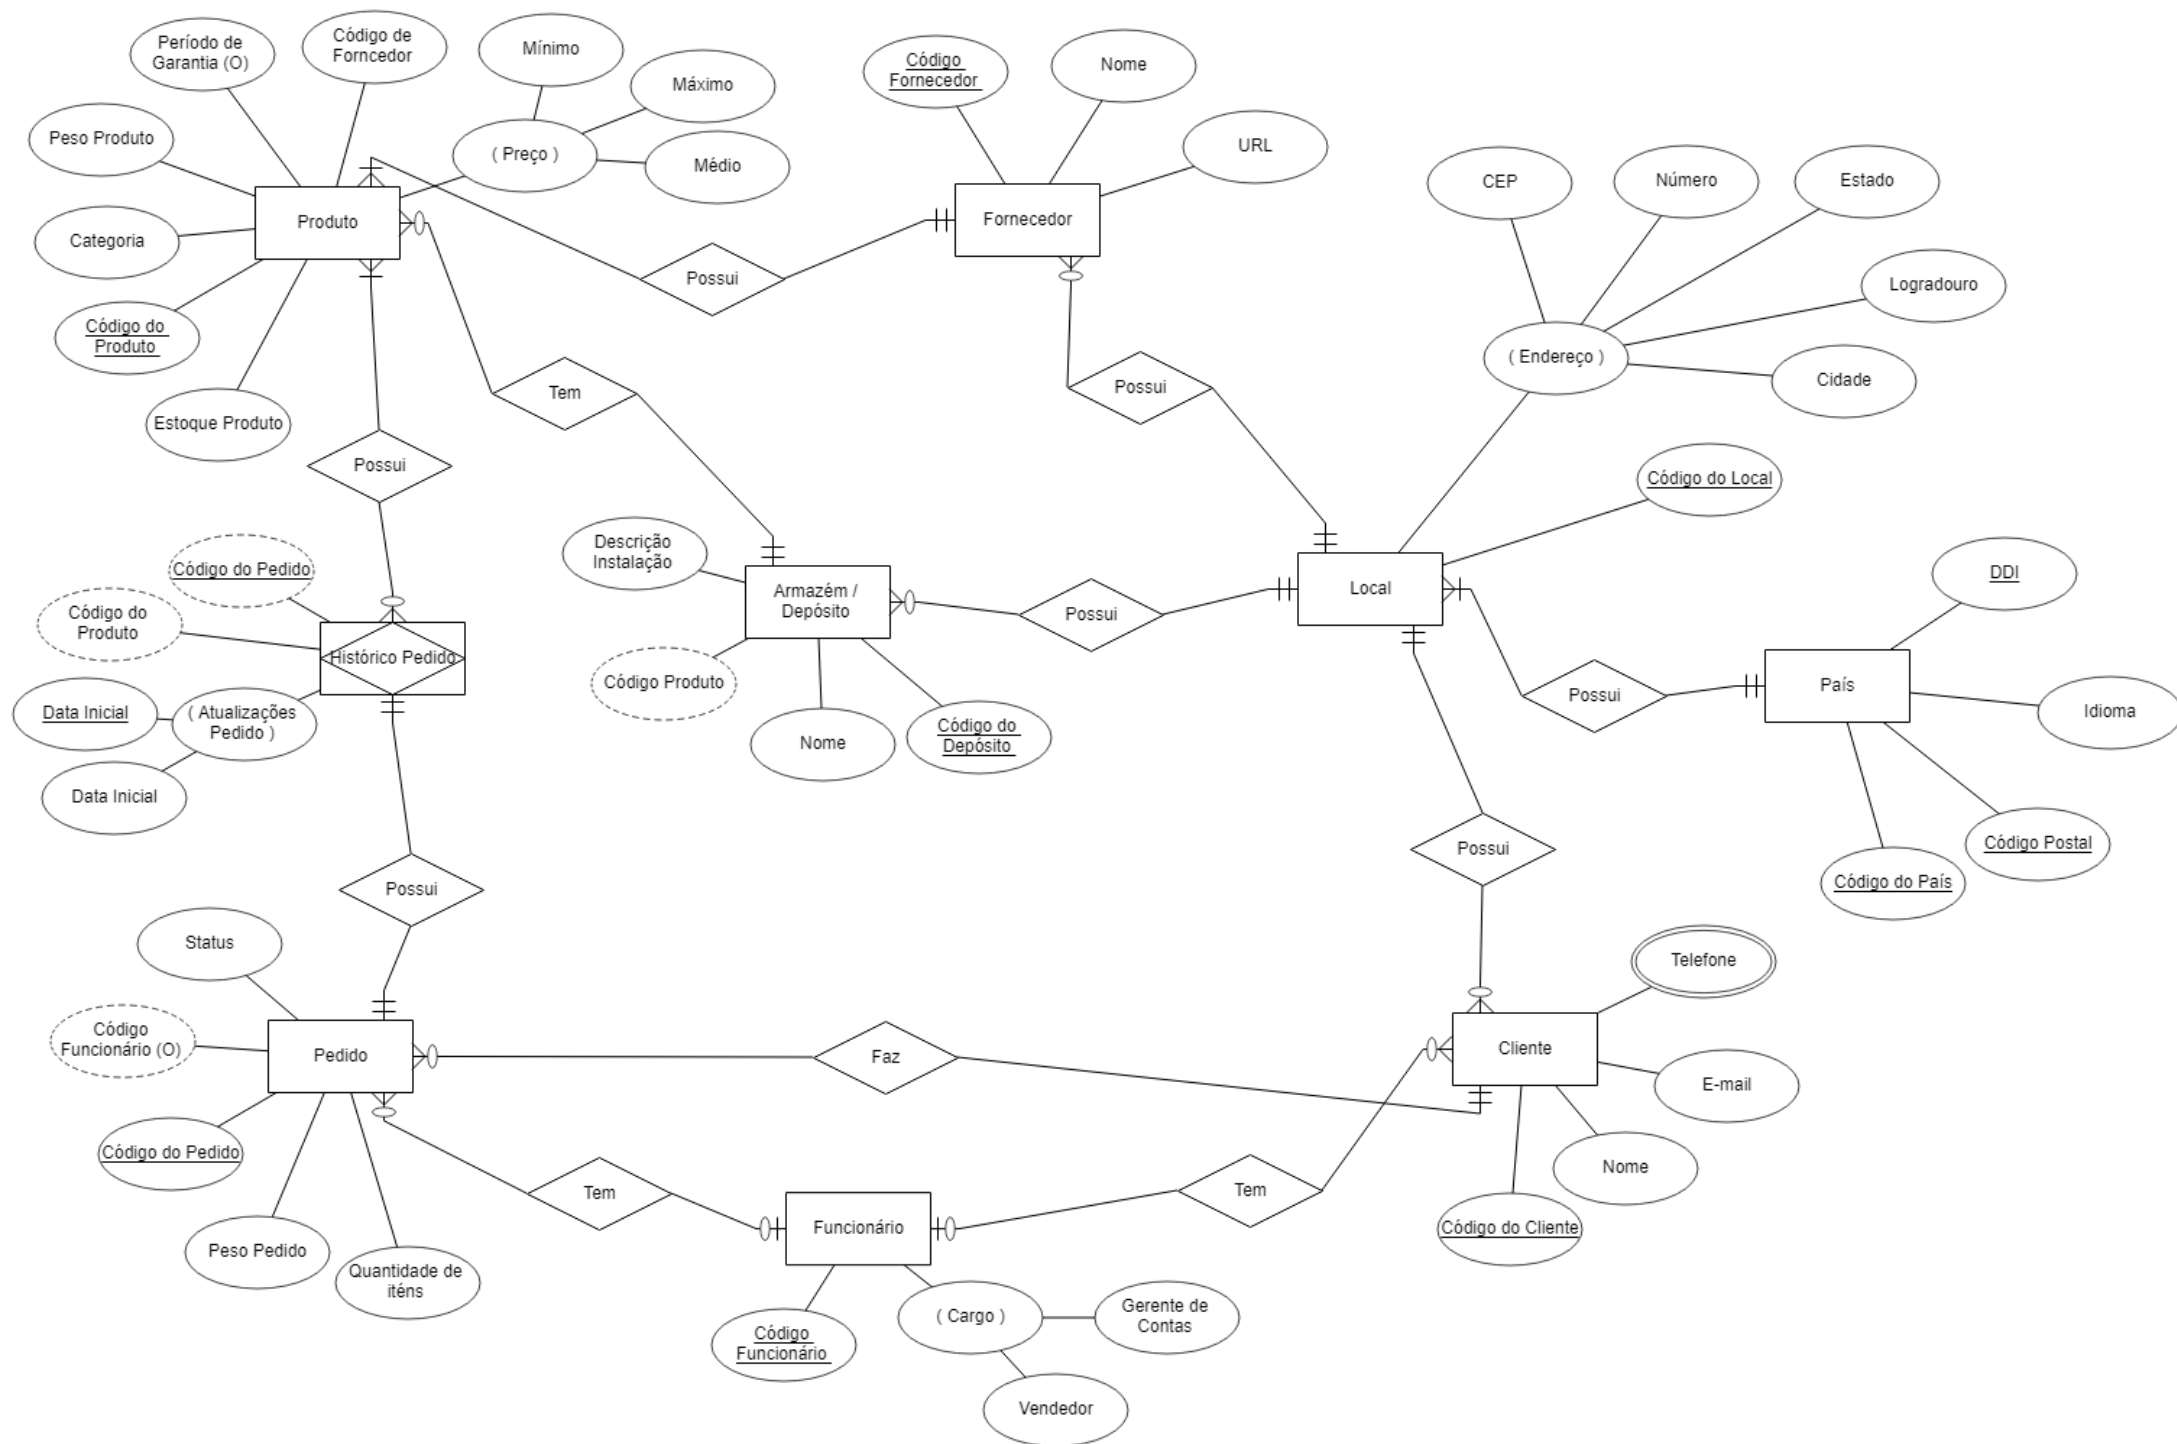 Período de
Garantia (O)
Código de
Forncedor
Mínimo
Máximo
Médio
( Preço )
Peso Produto
Categoria
Código do
Produto
Estoque Produto
Produto
Possui
Código
Fornecedor
Nome
URL
Fornecedor
CEP
Número
Estado
Logradouro
Cidade
( Endereço )
Tem
Possui
Possui
Código do Local
Local
Descrição
Instalação
Armazém /
Depósito
Código Produto
Nome
Código do
Depósito
Possui
DDI
País
Idioma
Código Postal
Código do País
Possui
Código do Pedido
Código do
Produto
Histórico Pedido
Data Inicial
( Atualizações
Pedido )
Data Inicial
Possui
Possui
Status
Código
Funcionário (O)
Pedido
Código do Pedido
Peso Pedido
Quantidade de
iténs
Faz
Telefone
Cliente
E-mail
Nome
Código do Cliente
Tem
Tem
Funcionário
Código
Funcionário
( Cargo )
Gerente de
Contas
Vendedor